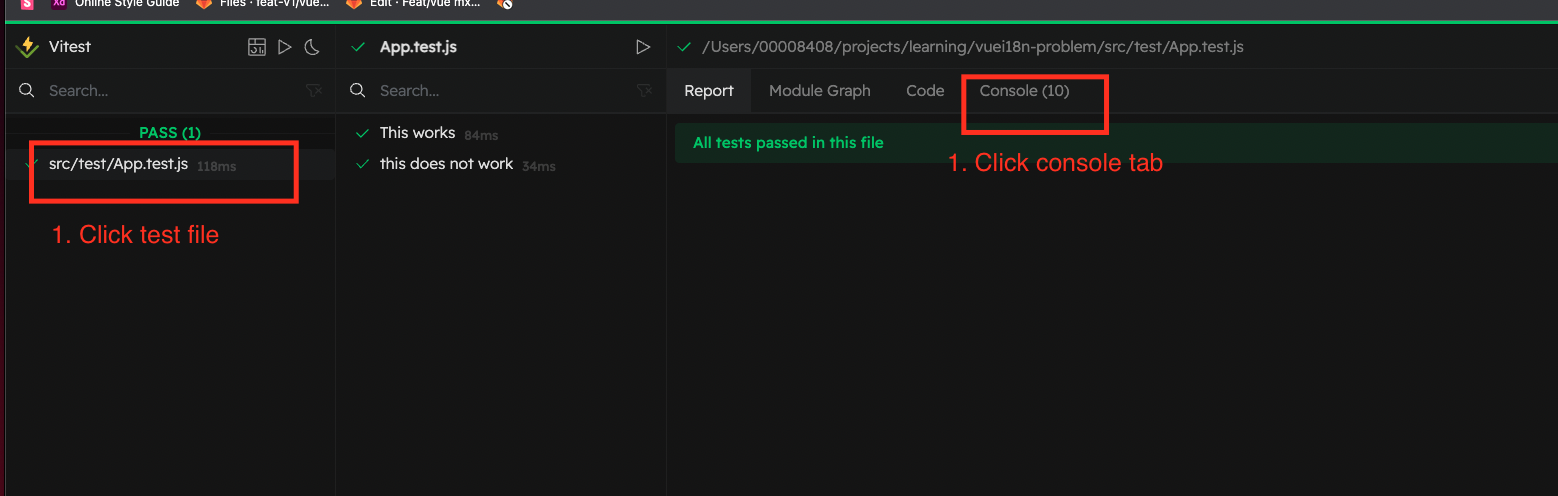 Online Style Guide
Files · feat-v1/vue...
Edit · Feat/vue mx...
Vitest
App.test.js
/Users/00008408/projects/learning/vuei18n-problem/src/test/App.test.js
Search...
Search...
Report
Module Graph
Code
Console (10)
PASS (1)
src/test/App.test.js 118ms
This works 84ms
this does not work 34ms
All tests passed in this file
1. Click console tab
1. Click test file